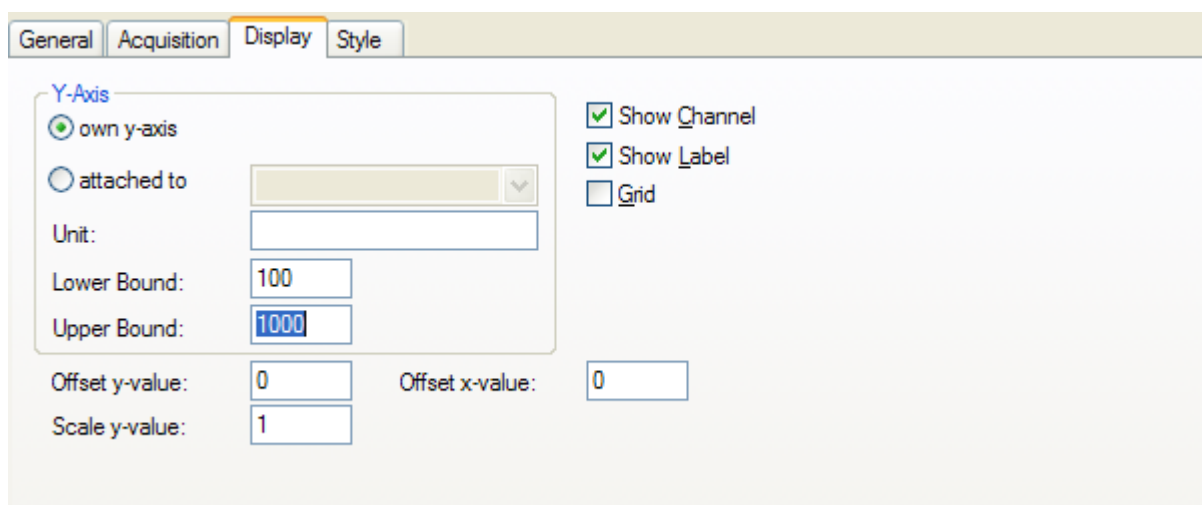 General Acquisition Display Style
Y-Axis
own y-axis
attached to
Unit:
Lower Bound: 100
Upper Bound: 1000
Offset y-value: 0 Offset x-value: 0
Scale y-value: 1
Show Channel
Show Label
Grid